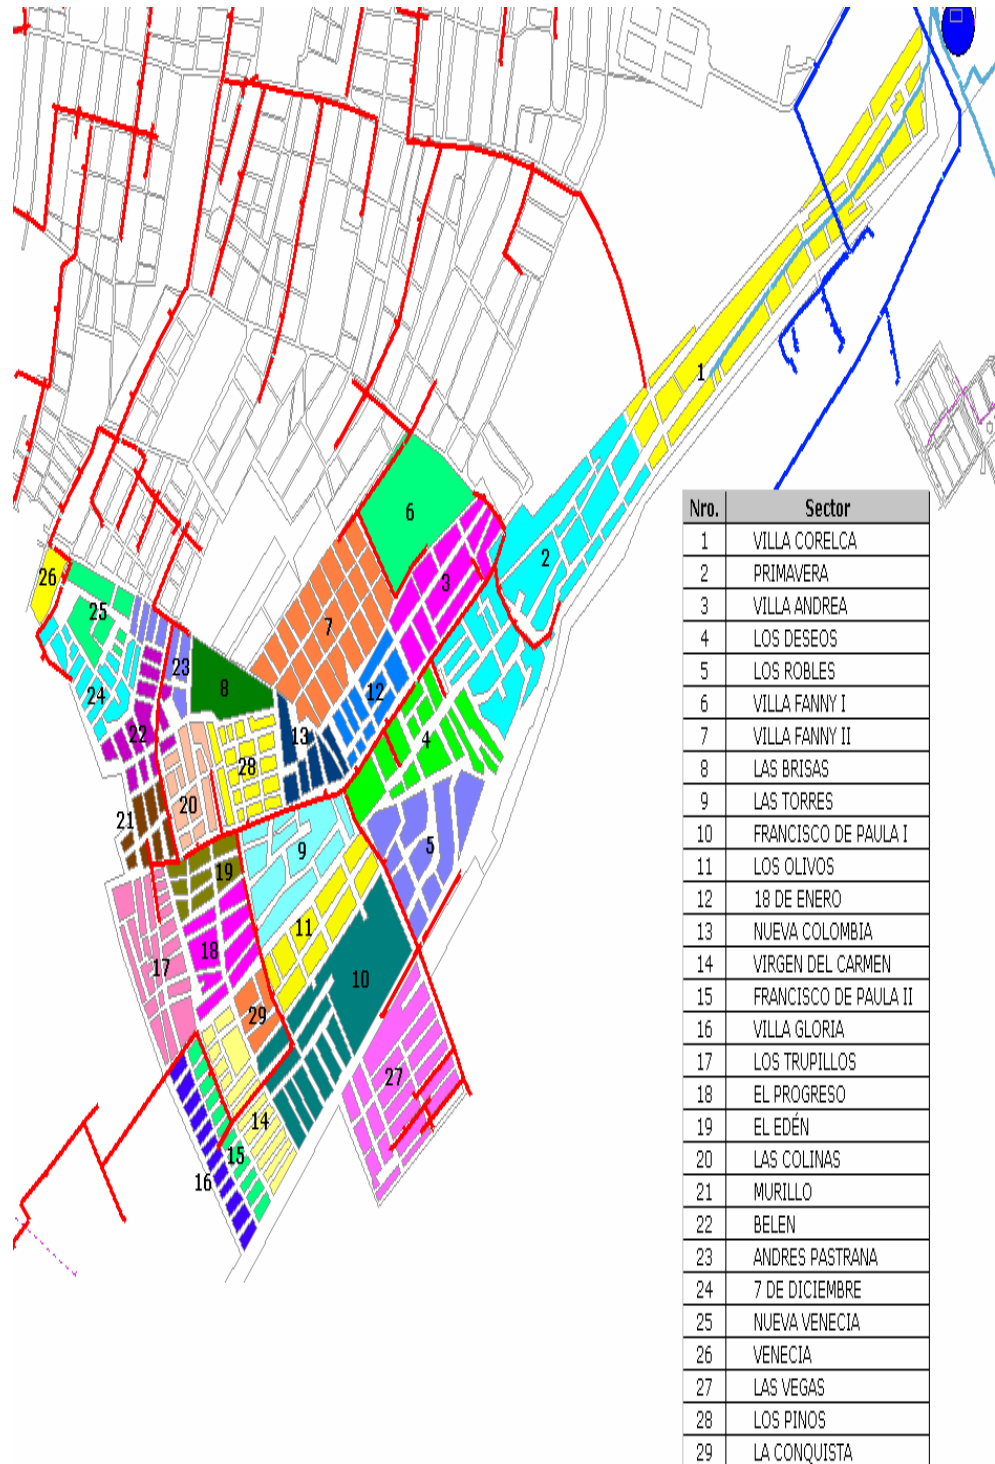 1
6
2
3
26
25
7
23
8
24
12
22
13
4
28
20
21
9
5
19
11
18
17
10
29
27
14
15
16
Nro. Sector
1 VILLA CORELCA
2 PRIMAVERA
3 VILLA ANDREA
4 LOS DESEOS
5 LOS ROBLES
6 VILLA FANNY I
7 VILLA FANNY II
8 LAS BRISAS
9 LAS TORRES
10 FRANCISCO DE PAULA I
11 LOS OLIVOS
12 18 DE ENERO
13 NUEVA COLOMBIA
14 VIRGEN DEL CARMEN
15 FRANCISCO DE PAULA II
16 VILLA GLORIA
17 LOS TRUPILLOS
18 EL PROGRESO
19 EL EDÉN
20 LAS COLINAS
21 MURILLO
22 BELEN
23 ANDRES PASTRANA
24 7 DE DICIEMBRE
25 NUEVA VENECIA
26 VENECIA
27 LAS VEGAS
28 LOS PINOS
29 LA CONQUISTA